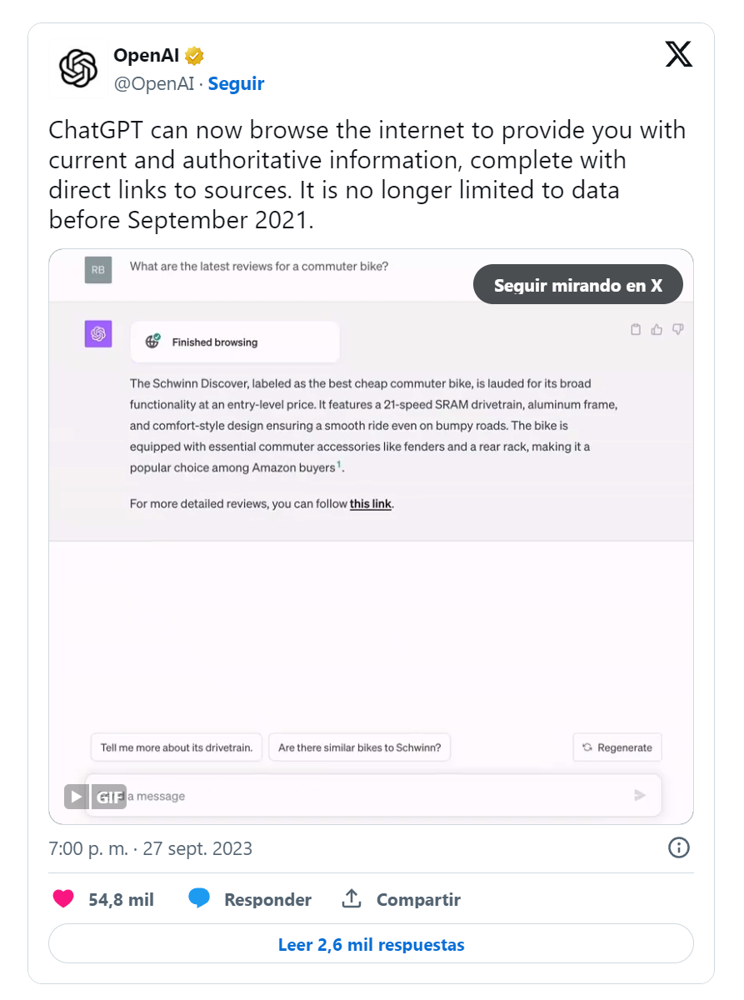 OpenAI
@OpenAI · Seguir
ChatGPT can now browse the internet to provide you with
current and authoritative information, complete with
direct links to sources. It is no longer limited to data
before September 2021.
RB
What are the latest reviews for a commuter bike?
Seguir mirando en X
Finished browsing
The Schwinn Discover, labeled as the best cheap commuter bike, is lauded for its broad
functionality at an entry-level price. It features a 21-speed SRAM drivetrain, aluminum frame,
and comfort-style design ensuring a smooth ride even on bumpy roads. The bike is
equipped with essential commuter accessories like fenders and a rear rack, making it a
popular choice among Amazon buyers¹.
For more detailed reviews, you can follow this link.
Tell me more about its drivetrain.
Are there similar bikes to Schwinn?
Regenerate
GIF
a message
7:00 p. m. · 27 sept. 2023
54,8 mil
Responder
Compartir
Leer 2,6 mil respuestas